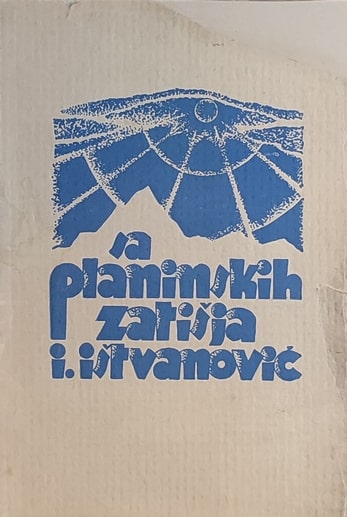 sa
planinskih
zatišja
i. ištvanović